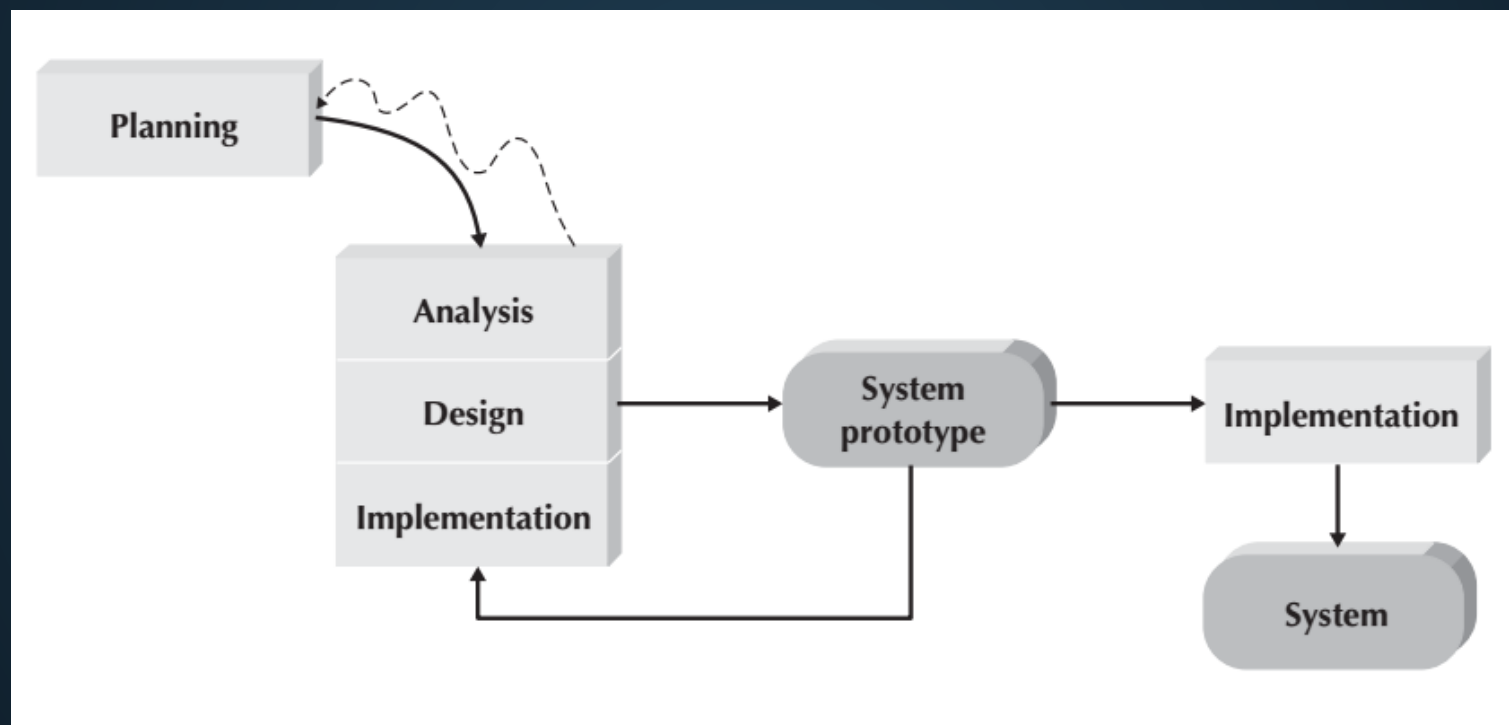 Planning
Analysis
Design
Implementation
System
prototype
Implementation
System